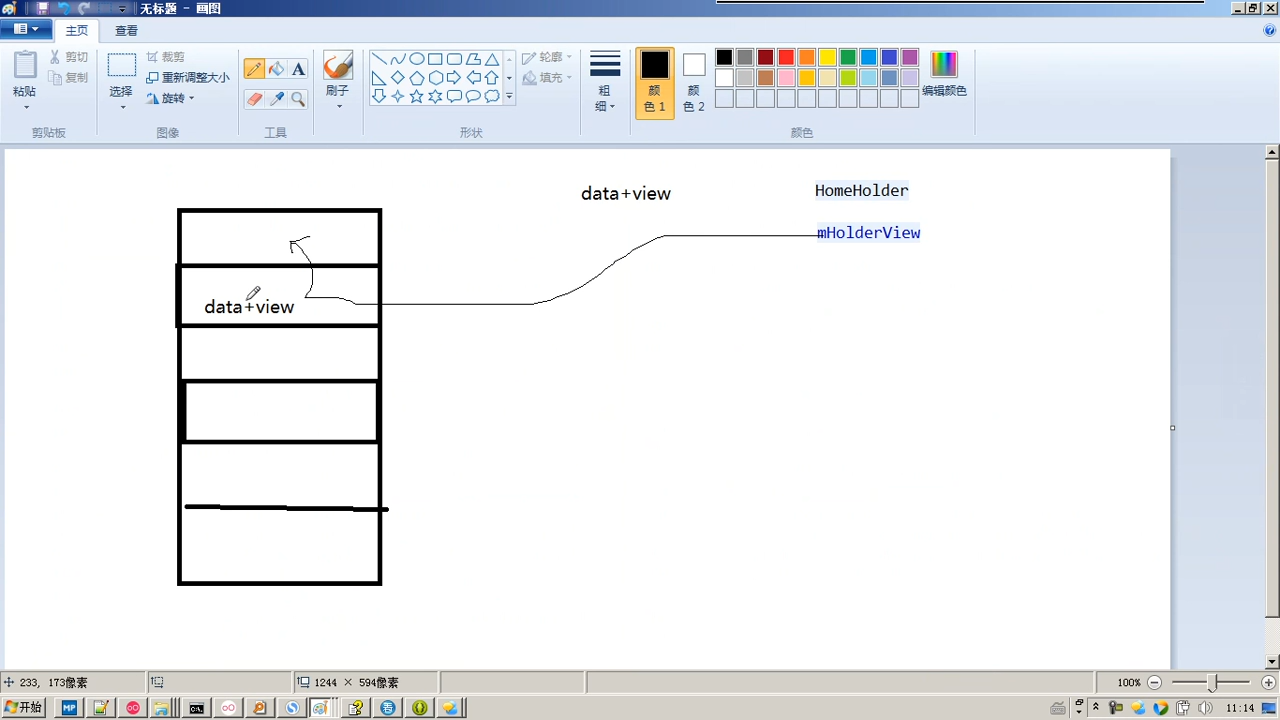 无标题 - 画图
主页
查看
粘贴
剪切
复制
剪贴板
选择
裁剪
重新调整大小
旋转
图像
A
工具
刷子
轮廓
填充
形状
粗细
颜色 1
颜色 2
编辑颜色
颜色
data+view
HomeHolder
mHolderView
data+view
233, 173像素
1244 × 594像素
100%
开始
MP
11:14